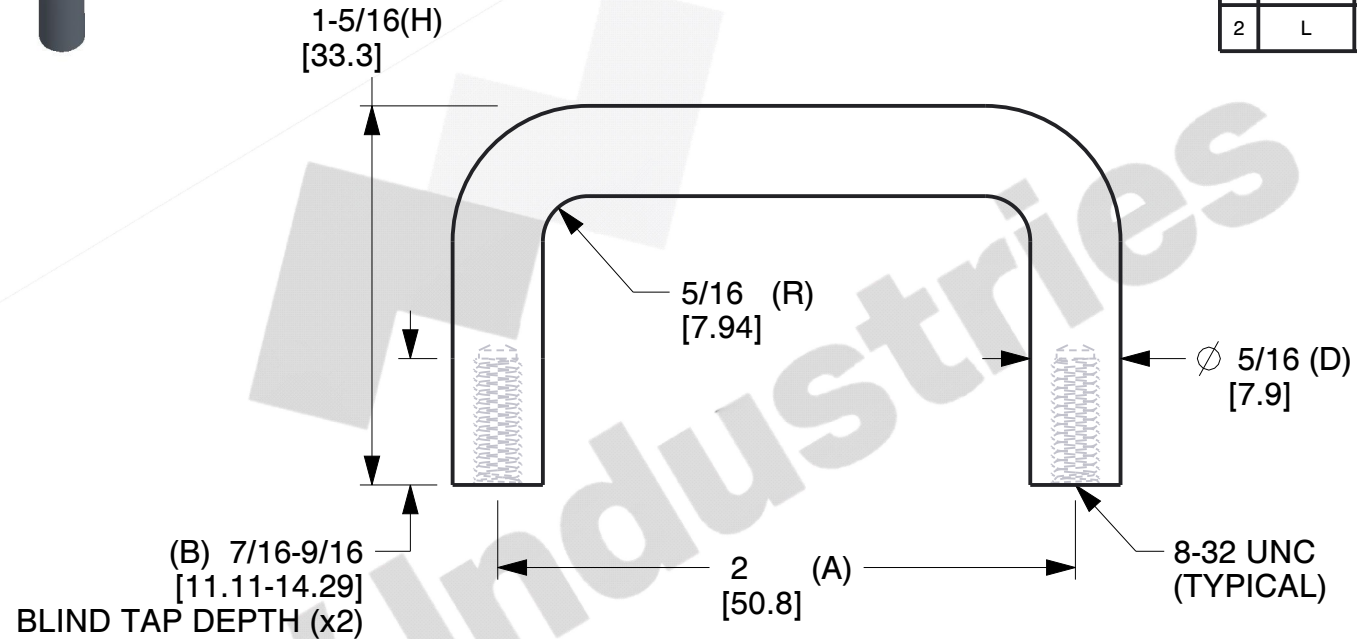 1-5/16(H)
[33.3]
2 L
5/16 (R)
[7.94]
⌀ 5/16 (D)
[7.9]
(B) 7/16-9/16
[11.11-14.29]
BLIND TAP DEPTH (x2)
2 (A)
[50.8]
8-32 UNC
(TYPICAL)
Industries